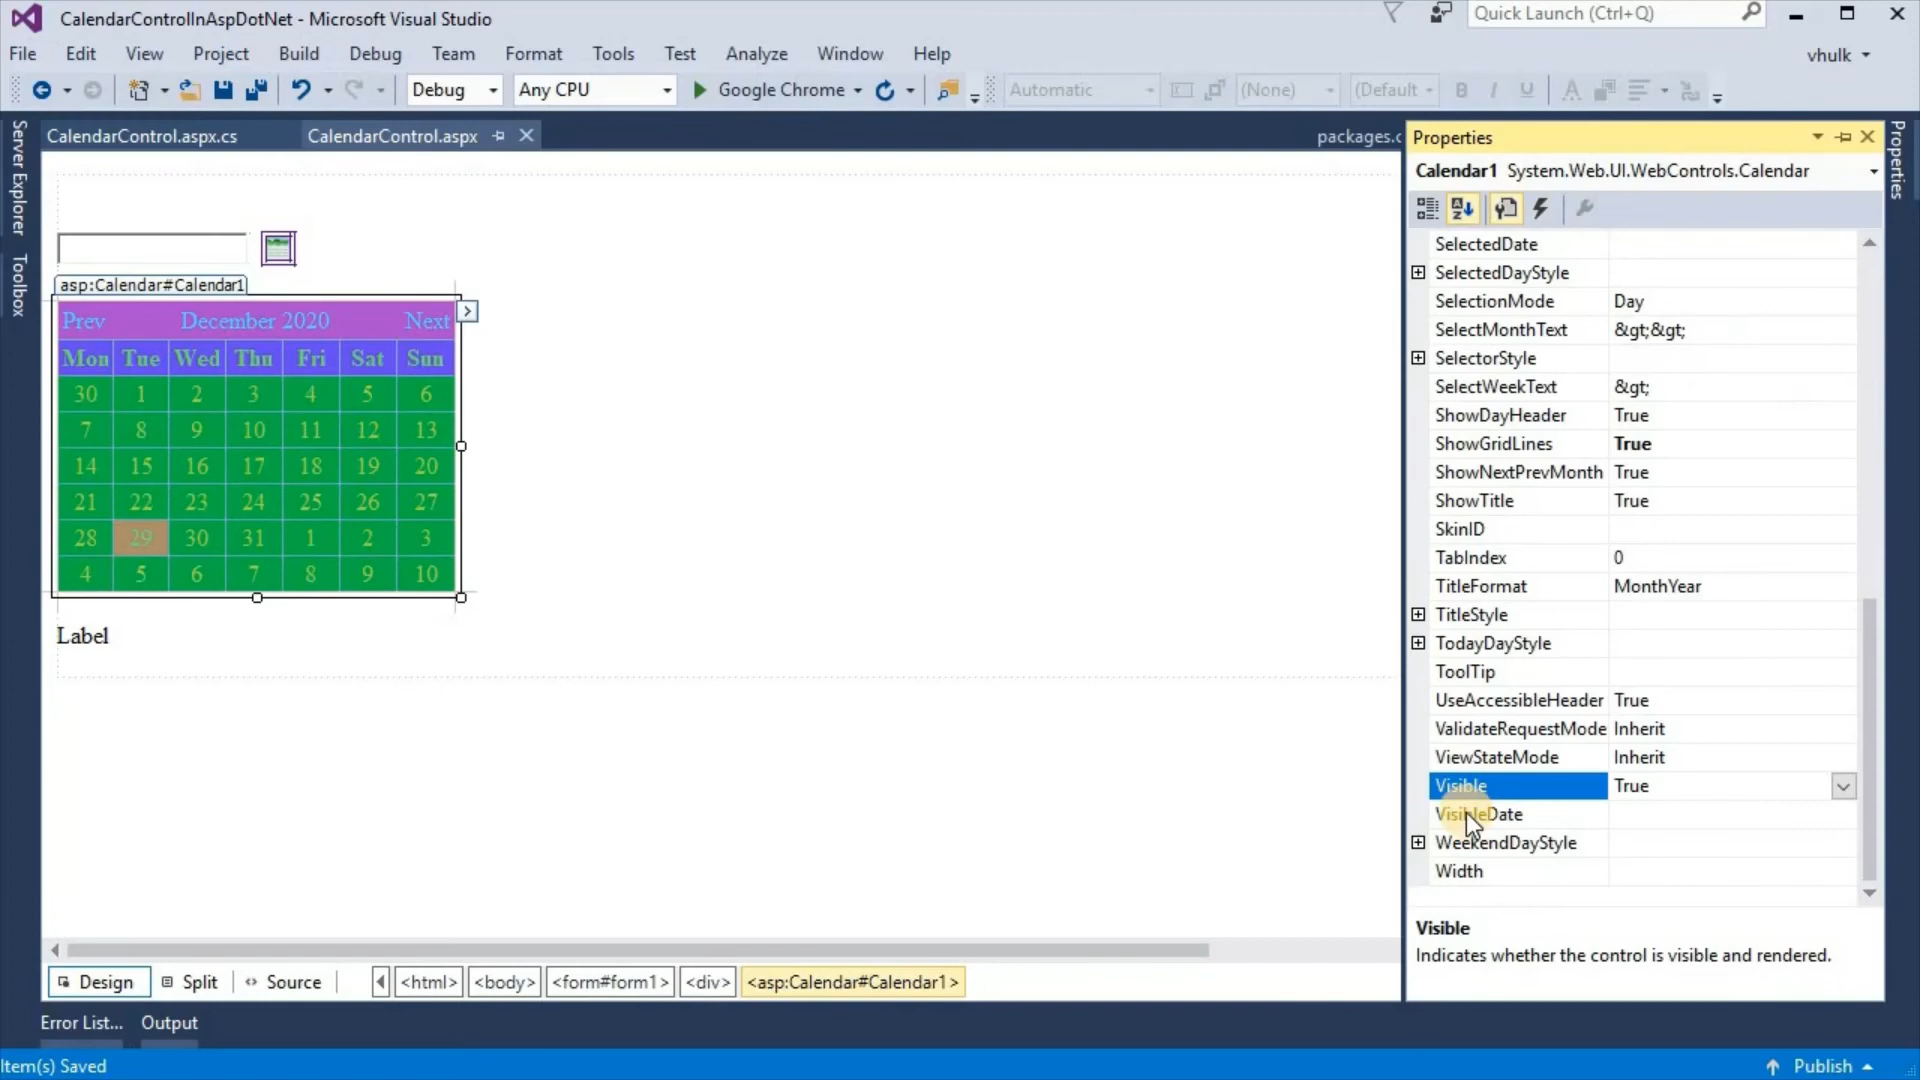 CalendarControlInAspDotNet - Microsoft Visual Studio
Quick Launch (Ctrl+Q)
File Edit View Project Build Debug Team Format Tools Test Analyze Window Help
vhulk
Debug Any CPU Google Chrome Automatic (None) (Default
B I U A
Server Explorer
Toolbox
CalendarControl.aspx.cs CalendarControl.aspx packages.c
asp:Calendar#Calendar1
Prev December 2020 Next
Mon Tue Wed Thu Fri Sat Sun
30 1 2 3 4 5 6
7 8 9 10 11 12 13
14 15 16 17 18 19 20
21 22 23 24 25 26 27
28 29 30 31 1 2 3
4 5 6 7 8 9 10
Label
Design Split Source <html> <body> <form#form1> <div> <asp:Calendar#Calendar1>
Properties
Calendar1 System.Web.UI.WebControls.Calendar
SelectedDate
SelectedDayStyle
SelectionMode Day
SelectMonthText &gt;&gt;
SelectorStyle
SelectWeekText &gt;
ShowDayHeader True
ShowGridLines True
ShowNextPrevMonth True
ShowTitle True
SkinID
TabIndex 0
TitleFormat MonthYear
TitleStyle
TodayDayStyle
ToolTip
UseAccessibleHeader True
ValidateRequestMode Inherit
ViewStateMode Inherit
Visible True
VisibleDate
WeekendDayStyle
Width
Visible
Indicates whether the control is visible and rendered.
Properties
Error List... Output
Item(s) Saved
Publish